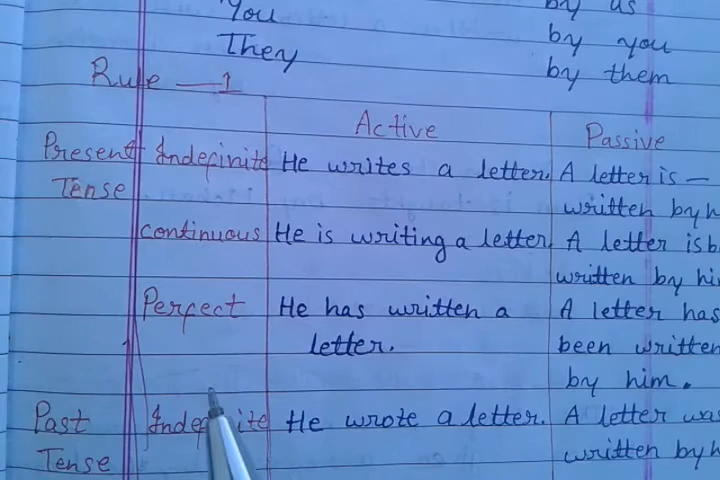 You by us
They by you
by them
Rule — 1
Active Passive
Present Indefinite He writes a letter. A letter is —
Tense written by h
continuous He is writing a letter. A letter is b
written by hi
Perfect He has written a A letter has
letter. been written
by him.
Past Indefinite He wrote a letter. A letter was
Tense written by h